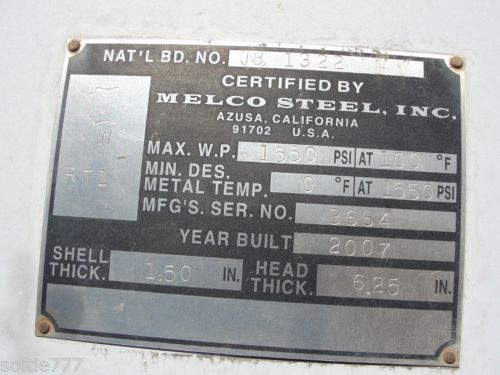 NAT'L BD. NO. JB 1322
CERTIFIED BY
MELCO STEEL, INC.
AZUSA, CALIFORNIA
91702 U.S.A.
W
RT1
MAX. W.P. 1550 PSI AT 100 °F
MIN. DES.
METAL TEMP. 0 °F AT 1550 PSI
MFG'S. SER. NO. 3664
YEAR BUILT 2007
SHELL THICK. 1.50 IN. HEAD THICK. 6.25 IN.
softie777